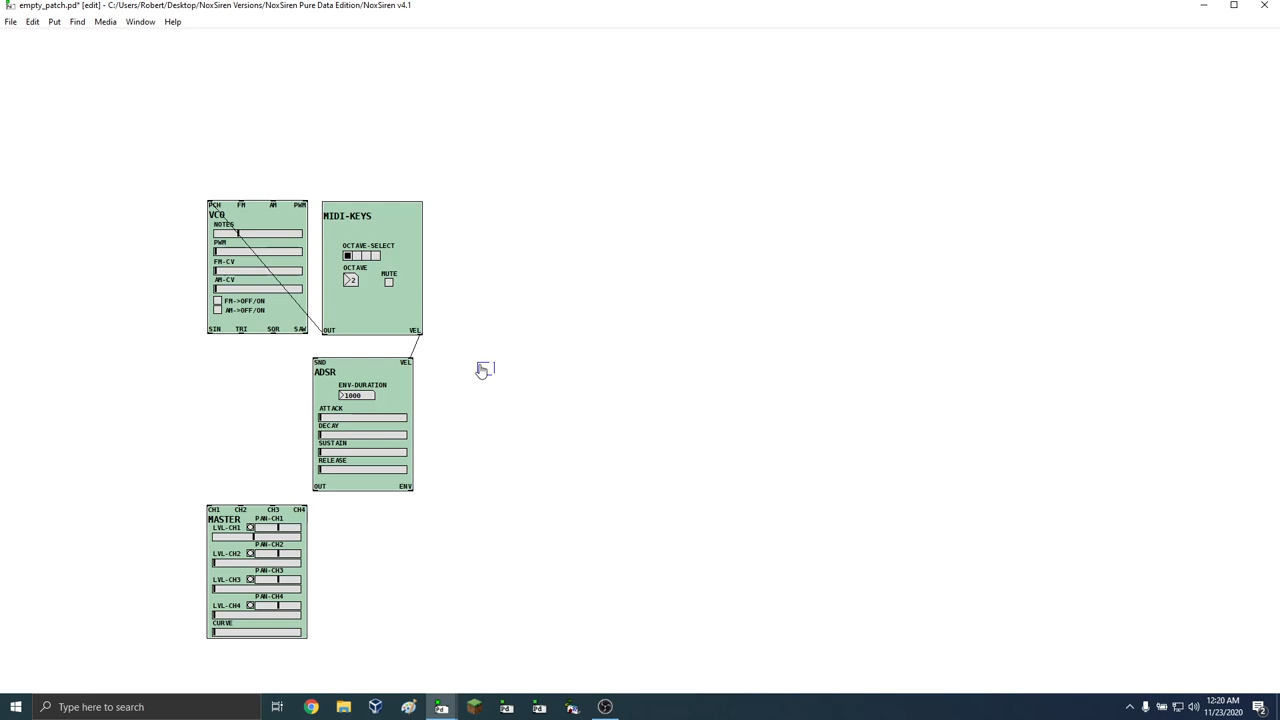 empty_patch.pd* [edit] - C:/Users/Robert/Desktop/NoxSiren Versions/NoxSiren Pure Data Edition/NoxSiren v4.1
File Edit Put Find Media Window Help
PCH FM AM PWM
VCO
NOTES
PWM
FM-CV
AM-CV
FM->OFF/ON
AM->OFF/ON
SIN TRI SQR SAW
MIDI-KEYS
OCTAVE-SELECT
OCTAVE
MUTE
2
OUT VEL
SND VEL
ADSR
ENV-DURATION
1000
ATTACK
DECAY
SUSTAIN
RELEASE
OUT ENV
CH1 CH2 CH3 CH4
MASTER PAN-CH1
LVL-CH1
PAN-CH2
LVL-CH2
PAN-CH3
LVL-CH3
PAN-CH4
LVL-CH4
CURVE
Type here to search
12:20 AM
11/23/2020
2